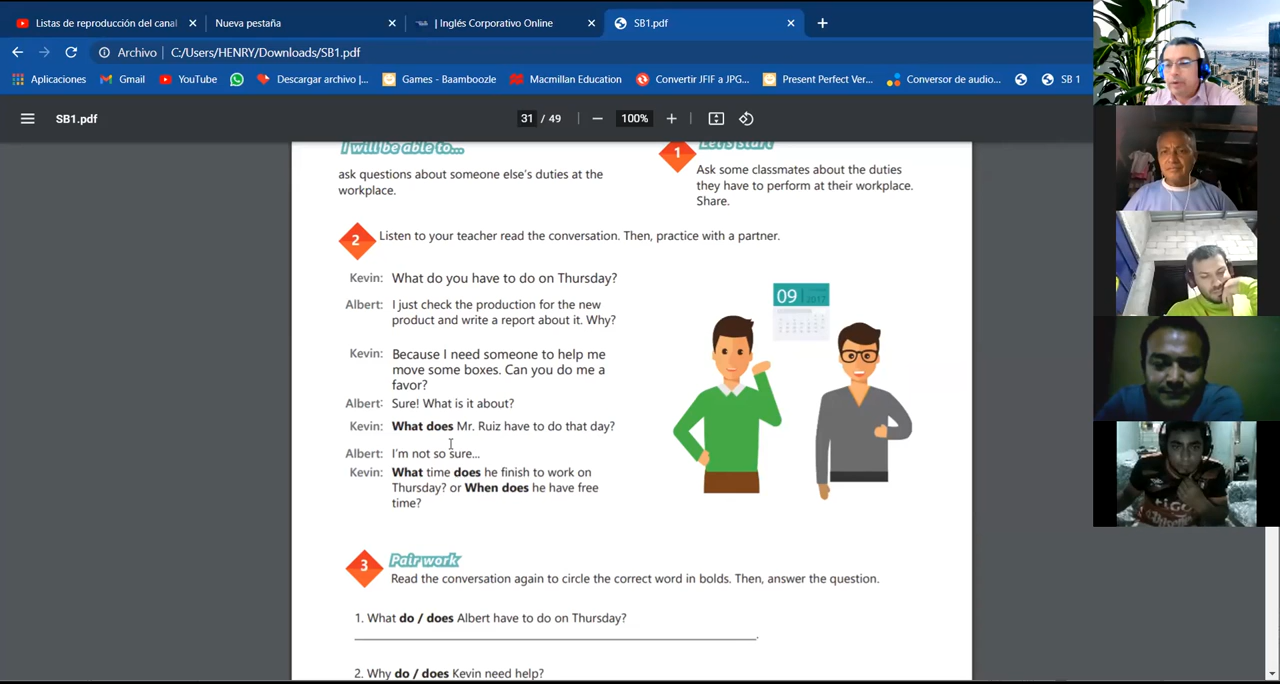 Listas de reproducción del canal
Nueva pestaña
| Inglés Corporativo Online
SB1.pdf
Archivo
C:/Users/HENRY/Downloads/SB1.pdf
Aplicaciones
Gmail
YouTube
Descargar archivo |...
Games - Baamboozle
Macmillan Education
Convertir JFIF a JPG...
Present Perfect Ver...
Conversor de audio...
SB 1
SB1.pdf
31 / 49
100%
I will be able to...
ask questions about someone else's duties at the
workplace.
1
Let's start
Ask some classmates about the duties
they have to perform at their workplace.
Share.
2
Listen to your teacher read the conversation. Then, practice with a partner.
Kevin: What do you have to do on Thursday?
Albert: I just check the production for the new
product and write a report about it. Why?
Kevin: Because I need someone to help me
move some boxes. Can you do me a
favor?
Albert: Sure! What is it about?
Kevin: What does Mr. Ruiz have to do that day?
Albert: I'm not so sure...
Kevin: What time does he finish to work on
Thursday? or When does he have free
time?
09
2017
3
Pair work
Read the conversation again to circle the correct word in bolds. Then, answer the question.
1. What do / does Albert have to do on Thursday?
2. Why do / does Kevin need help?
TIGO